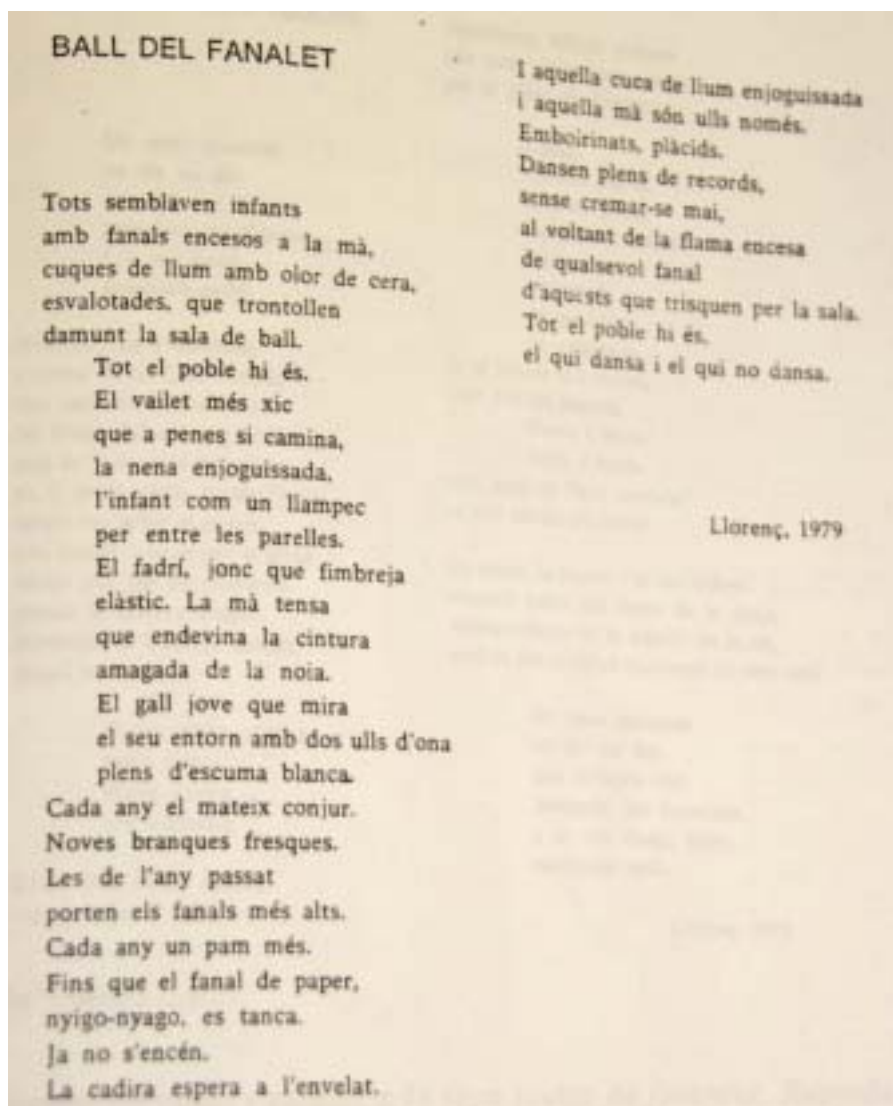 BALL DEL FANALET
Tots semblaven infants
amb fanals encesos a la mà,
cuques de llum amb olor de cera,
esvalotades, que trontollen
damunt la sala de ball.
Tot el poble hi és.
El vailet més xic
que a penes si camina,
la nena enjoguissada,
l'infant com un llampec
per entre les parelles.
El fadrí, jonc que fimbreja
elàstic. La mà tensa
que endevina la cintura
amagada de la noia.
El gall jove que mira
el seu entorn amb dos ulls d'ona
plens d'escuma blanca.
Cada any el mateix conjur.
Noves branques fresques.
Les de l'any passat
porten els fanals més alts.
Cada any un pam més.
Fins que el fanal de paper,
nyigo-nyago, es tanca.
Ja no s'encén.
La cadira espera a l'envelat.
I aquella cuca de llum enjoguissada
i aquella mà són ulls només.
Emboirinats, plàcids.
Dansen plens de records,
sense cremar-se mai,
al voltant de la flama encesa
de qualsevol fanal
d'aquests que trisquen per la sala.
Tot el poble hi és,
el qui dansa i el qui no dansa.
Llorenç, 1979